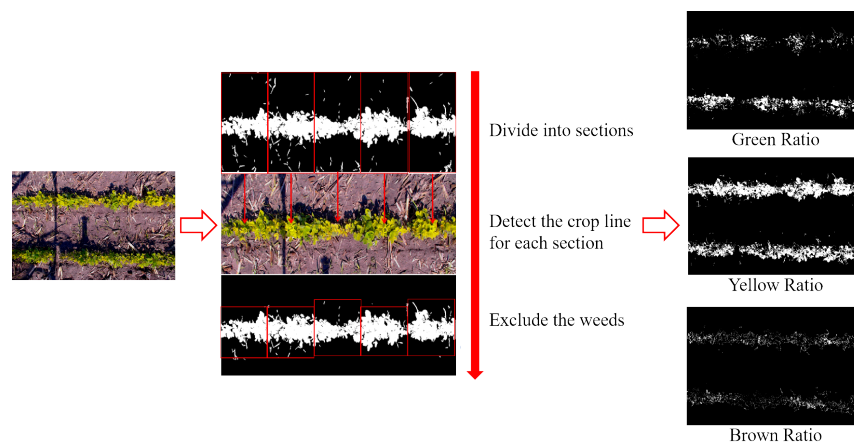 Divide into sections
Detect the crop line
for each section
Exclude the weeds
Green Ratio
Yellow Ratio
Brown Ratio